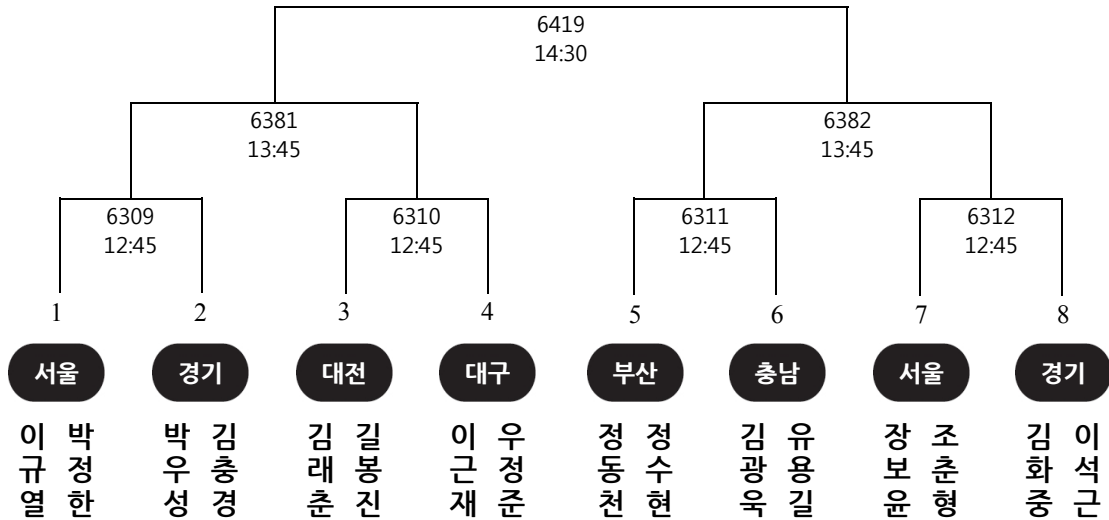 6419
14:30
6381
13:45
6382
13:45
6309
12:45
6310
12:45
6311
12:45
6312
12:45
1 2 3 4 5 6 7 8
서울 경기 대전 대구 부산 충남 서울 경기
이규열 박정한
박우성 김충경
김래춘 길봉진
이근재 우정준
정동천 정수현
김광욱 유용길
장보윤 조춘형
김화중 이석근